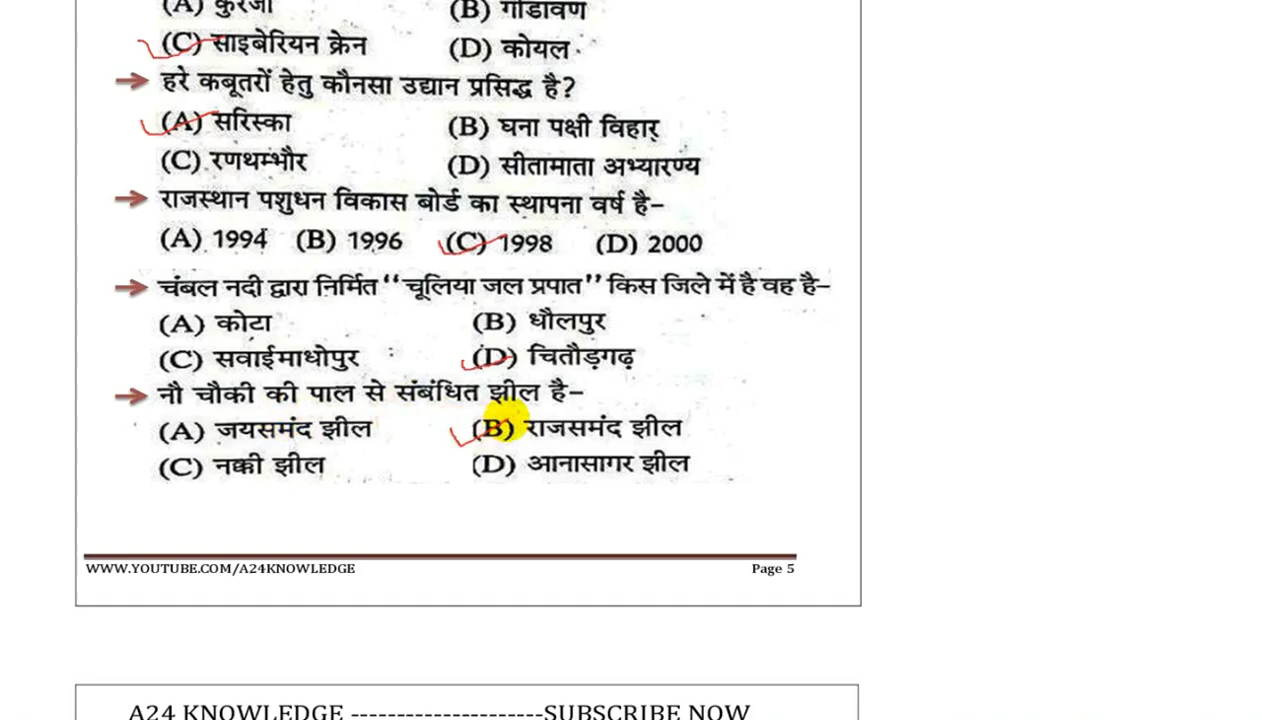 (A) कुरजां (B) गोडावण
(C) साइबेरियन क्रेन (D) कोयल
हरे कबूतरों हेतु कौनसा उद्यान प्रसिद्ध है?
(A) सरिस्का (B) घना पक्षी विहार
(C) रणथम्भौर (D) सीतामाता अभ्यारण्य
राजस्थान पशुधन विकास बोर्ड का स्थापना वर्ष है–
(A) 1994 (B) 1996 (C) 1998 (D) 2000
चंबल नदी द्वारा निर्मित “चूलिया जल प्रपात” किस जिले में है वह है–
(A) कोटा (B) धौलपुर
(C) सवाईमाधोपुर (D) चितौड़गढ़
नौ चौकी की पाल से संबंधित झील है–
(A) जयसमंद झील (B) राजसमंद झील
(C) नक्की झील (D) आनासागर झील
WWW.YOUTUBE.COM/A24KNOWLEDGE Page 5
A24 KNOWLEDGE ---------------------SUBSCRIBE NOW